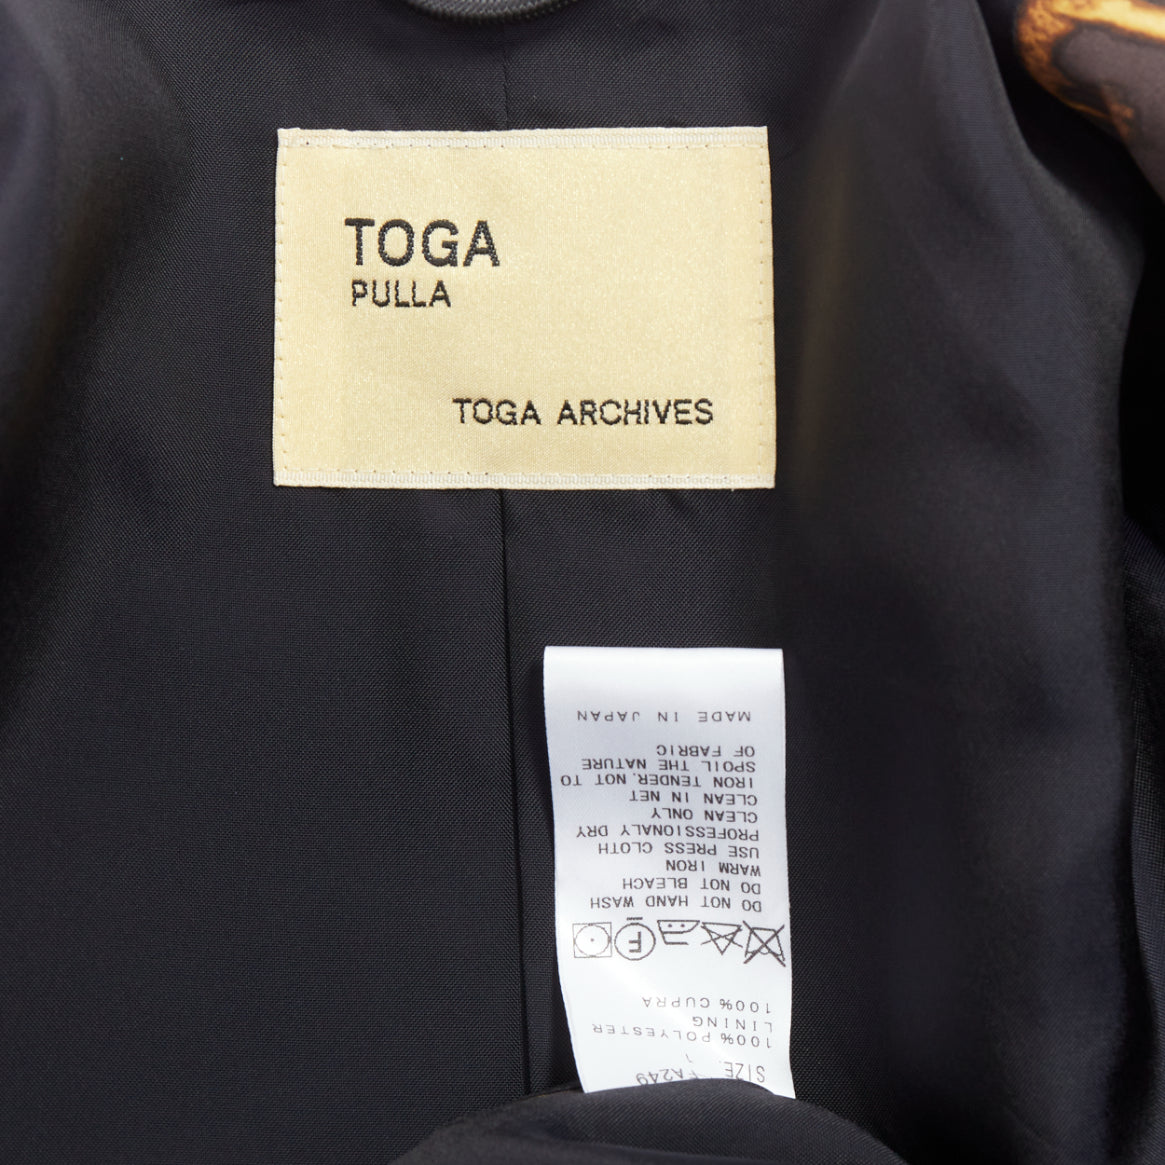 TOGA
PULLA
TOGA ARCHIVES
SIZE. 1
100% POLYESTER
LINING
100% CUPRA
F
DO NOT HAND WASH
DO NOT BLEACH
WARM IRON
USE PRESS CLOTH
PROFESSIONALY DRY
CLEAN ONLY
CLEAN IN NET
IRON TENDER. NOT TO
SPOIL THE NATURE
OF FABRIC
MADE IN JAPAN